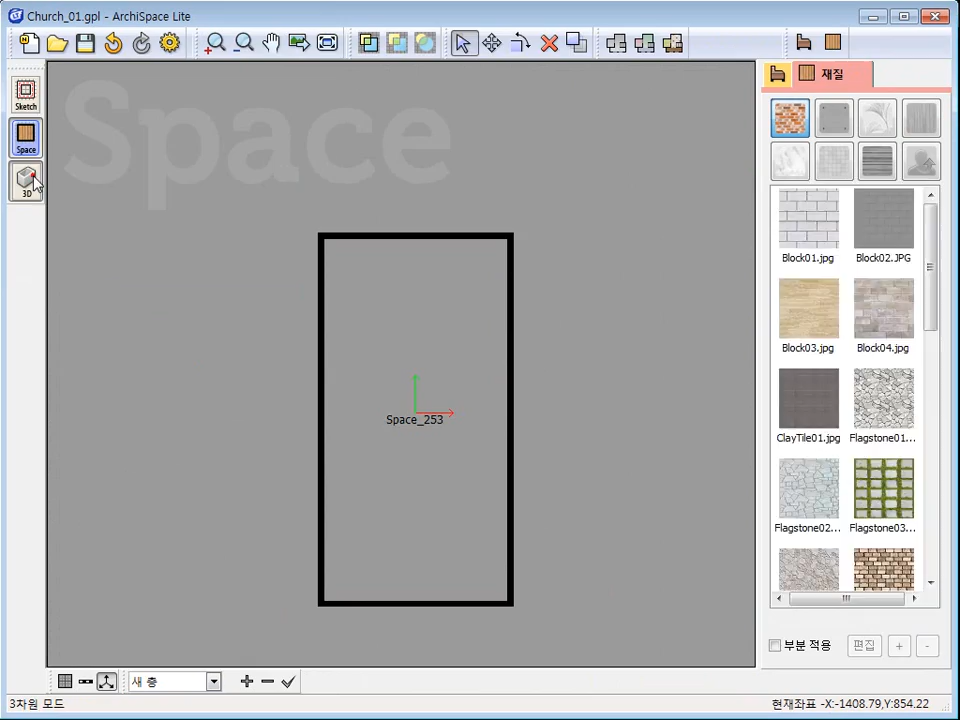 Church_01.gpl - ArchiSpace Lite
Sketch
Space
3D
Space
Space_253
재질
Block01.jpg
Block02.JPG
Block03.jpg
Block04.jpg
ClayTile01.jpg
Flagstone01...
Flagstone02...
Flagstone03...
부분 적용
편집
+
-
새 층
3차원 모드
현재좌표 -X:-1408.79,Y:854.22